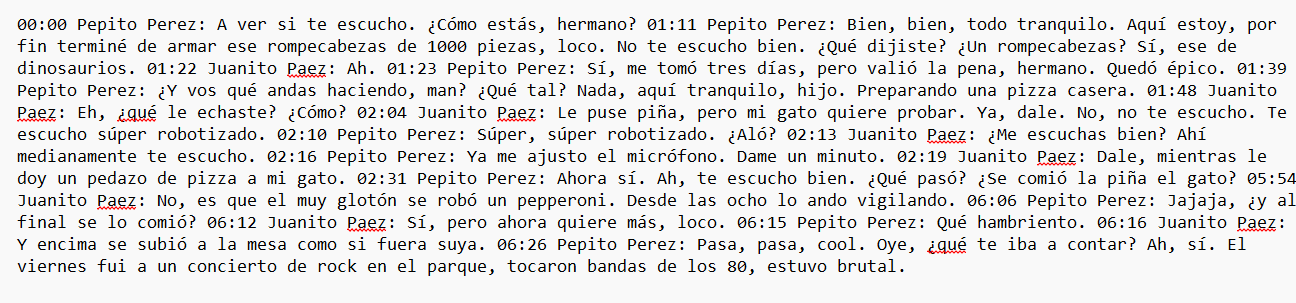 00:00 Pepito Perez: A ver si te escucho. ¿Cómo estás, hermano? 01:11 Pepito Perez: Bien, bien, todo tranquilo. Aquí estoy, por
fin terminé de armar ese rompecabezas de 1000 piezas, loco. No te escucho bien. ¿Qué dijiste? ¿Un rompecabezas? Sí, ese de
dinosaurios. 01:22 Juanito Paez: Ah. 01:23 Pepito Perez: Sí, me tomó tres días, pero valió la pena, hermano. Quedó épico. 01:39
Pepito Perez: ¿Y vos qué andas haciendo, man? ¿Qué tal? Nada, aquí tranquilo, hijo. Preparando una pizza casera. 01:48 Juanito
Paez: Eh, ¿qué le echaste? ¿Cómo? 02:04 Juanito Paez: Le puse piña, pero mi gato quiere probar. Ya, dale. No, no te escucho. Te
escucho súper robotizado. 02:10 Pepito Perez: Súper, súper robotizado. ¿Aló? 02:13 Juanito Paez: ¿Me escuchas bien? Ahí
medianamente te escucho. 02:16 Pepito Perez: Ya me ajusto el micrófono. Dame un minuto. 02:19 Juanito Paez: Dale, mientras le
doy un pedazo de pizza a mi gato. 02:31 Pepito Perez: Ahora sí. Ah, te escucho bien. ¿Qué pasó? ¿Se comió la piña el gato? 05:54
Juanito Paez: No, es que el muy glotón se robó un pepperoni. Desde las ocho lo ando vigilando. 06:06 Pepito Perez: Jajaja, ¿y al
final se lo comió? 06:12 Juanito Paez: Sí, pero ahora quiere más, loco. 06:15 Pepito Perez: Qué hambriento. 06:16 Juanito Paez:
Y encima se subió a la mesa como si fuera suya. 06:26 Pepito Perez: Pasa, pasa, cool. Oye, ¿qué te iba a contar? Ah, sí. El
viernes fui a un concierto de rock en el parque, tocaron bandas de los 80, estuvo brutal.